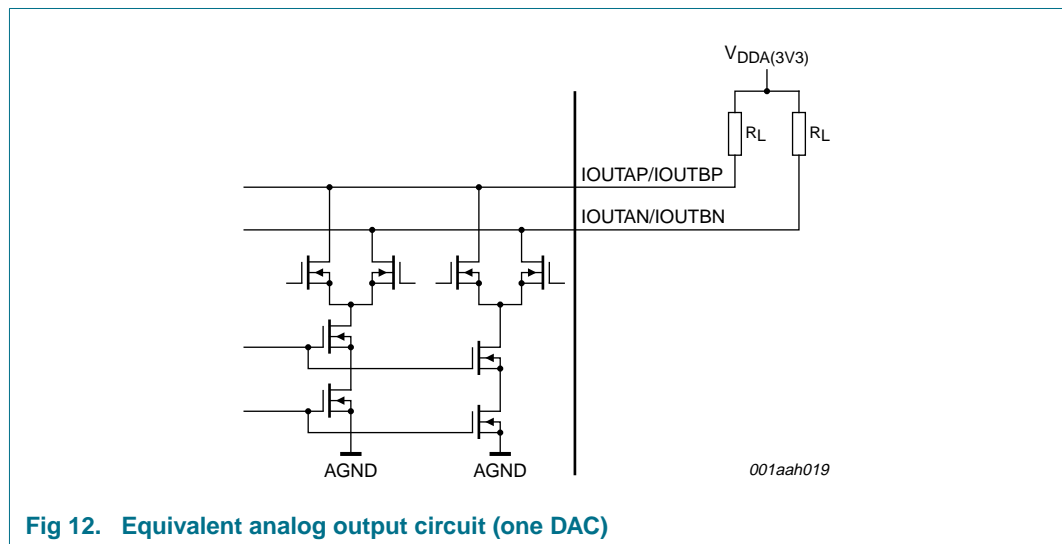 VDDA(3V3)
RL RL
IOUTAP/IOUTBP
IOUTAN/IOUTBN
AGND AGND
001aah019
Fig 12. Equivalent analog output circuit (one DAC)